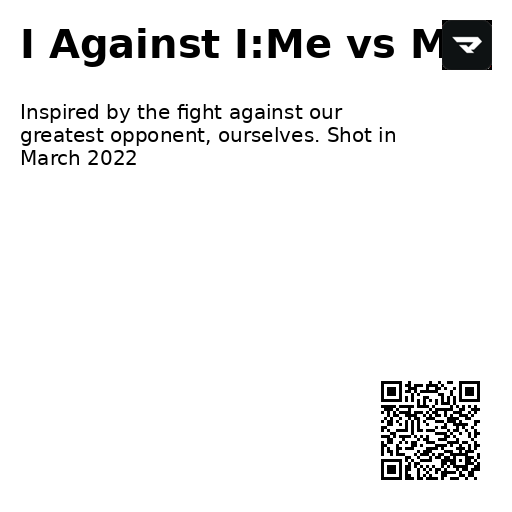 I Against I:Me vs M
Inspired by the fight against our
greatest opponent, ourselves. Shot in
March 2022